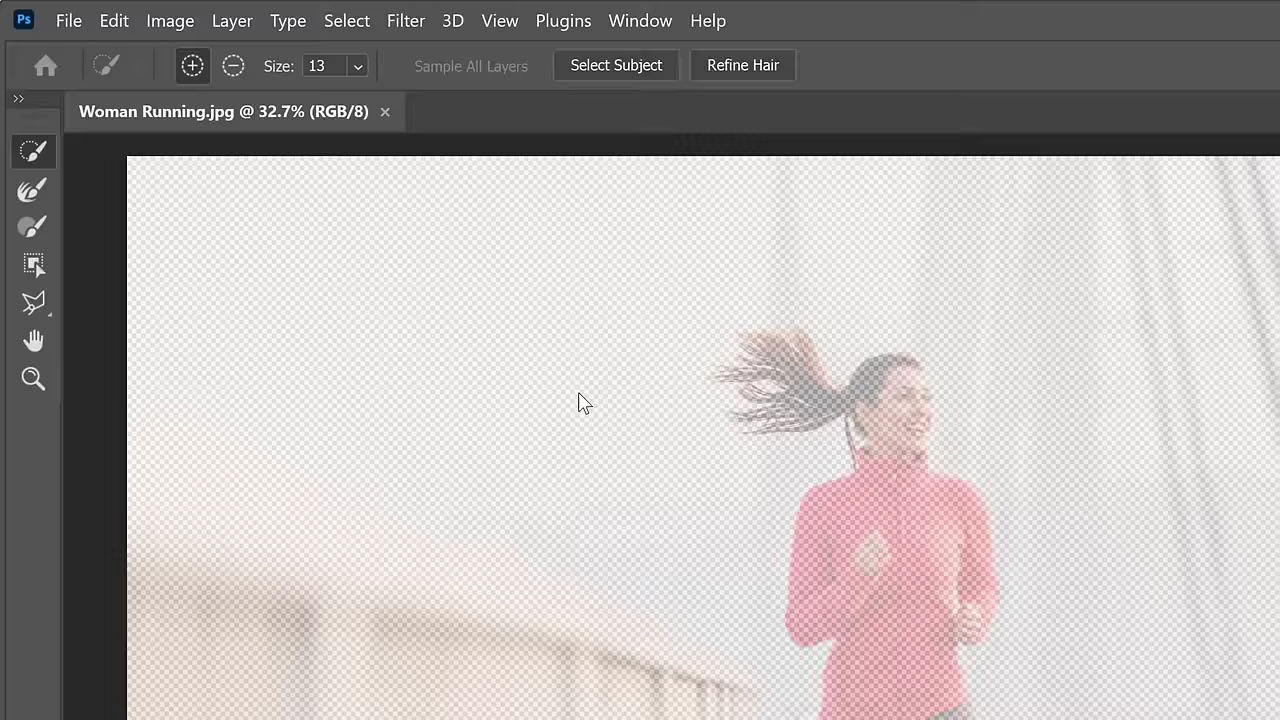 Ps File Edit Image Layer Type Select Filter 3D View Plugins Window Help
Size: 13 Sample All Layers Select Subject Refine Hair
Woman Running.jpg @ 32.7% (RGB/8) ×